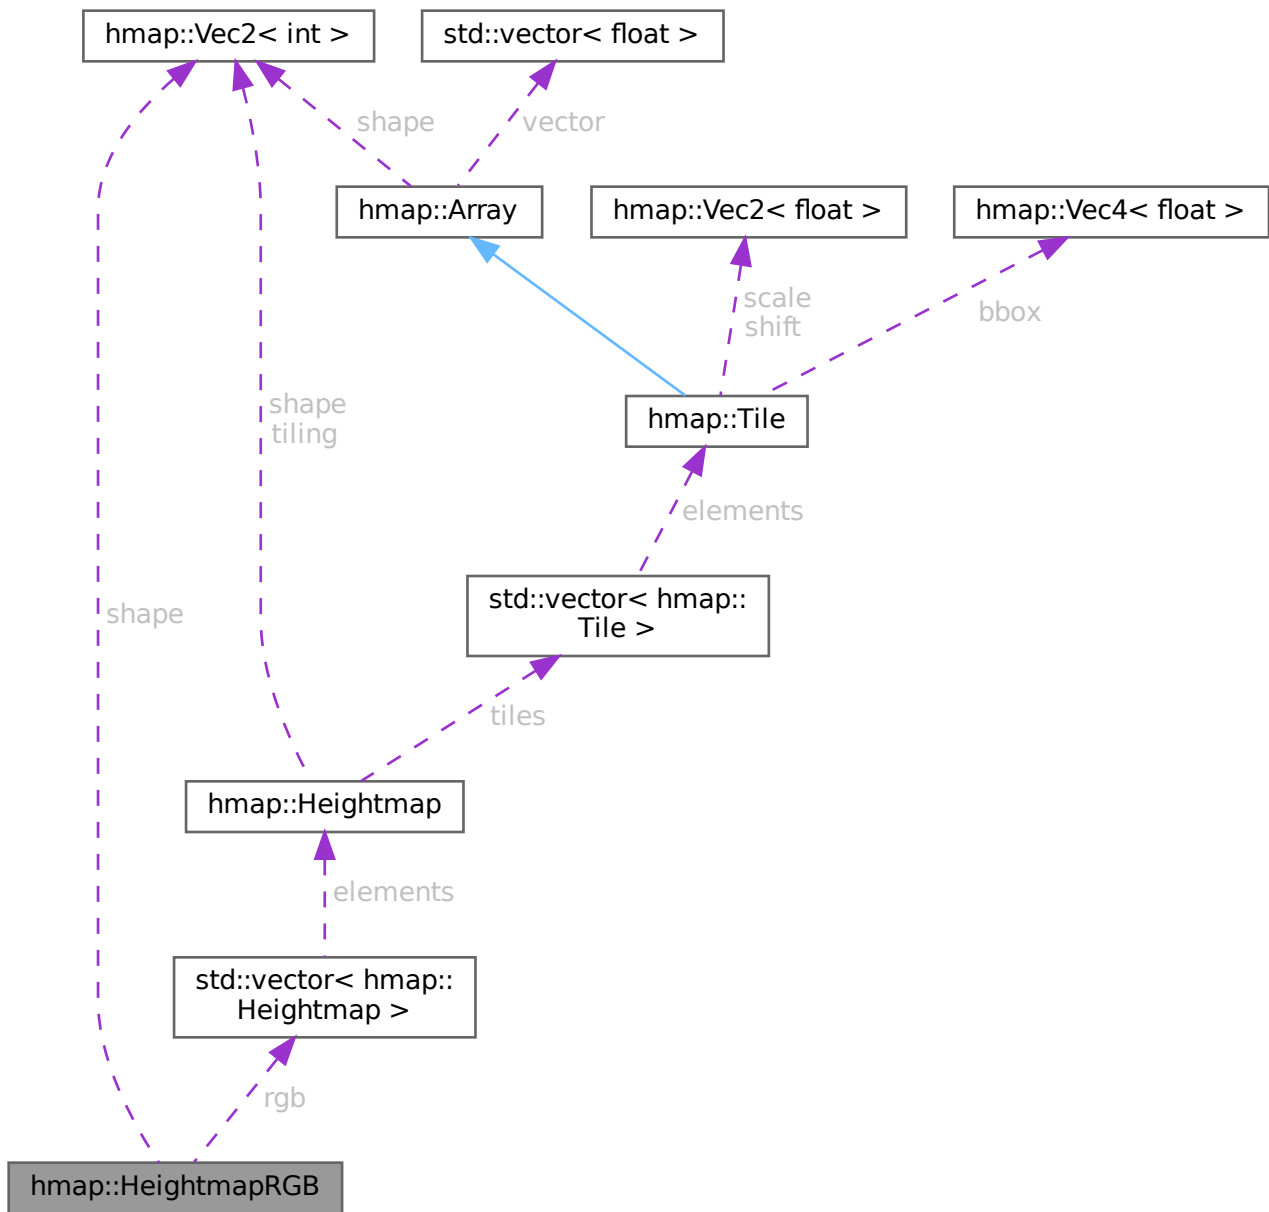 hmap::Vec2< int >
std::vector< float >
shape
vector
hmap::Array
hmap::Vec2< float >
hmap::Vec4< float >
scale
shift
bbox
shape
tiling
hmap::Tile
elements
std::vector< hmap::
Tile >
shape
tiles
hmap::Heightmap
elements
std::vector< hmap::
Heightmap >
rgb
hmap::HeightmapRGB